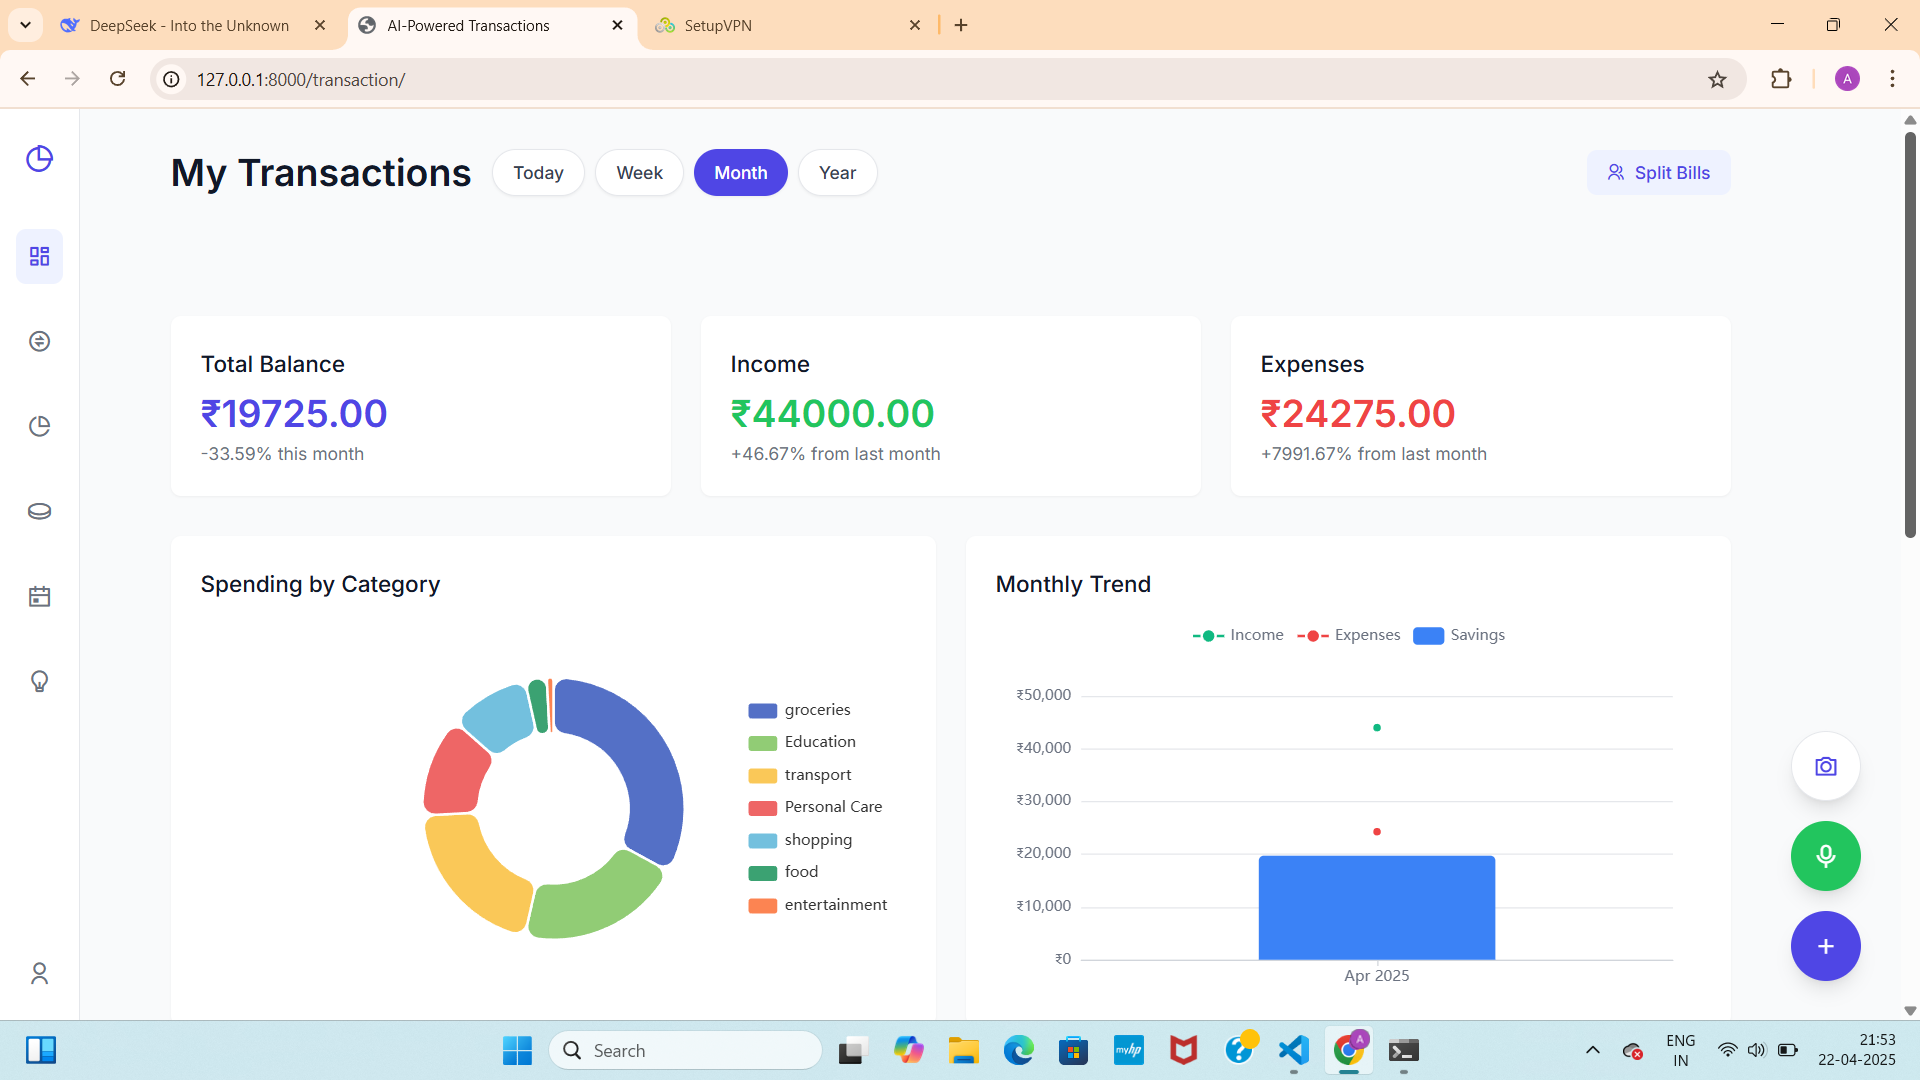 DeepSeek - Into the Unknown
AI-Powered Transactions
SetupVPN
127.0.0.1:8000/transaction/
A
My Transactions
Today
Week
Month
Year
Split Bills
Total Balance
₹19725.00
-33.59% this month
Income
₹44000.00
+46.67% from last month
Expenses
₹24275.00
+7991.67% from last month
Spending by Category
groceries
Education
transport
Personal Care
shopping
food
entertainment
Monthly Trend
Income
Expenses
Savings
₹50,000
₹40,000
₹30,000
₹20,000
₹10,000
₹0
Apr 2025
Search
myhp
A
ENG
IN
21:53
22-04-2025